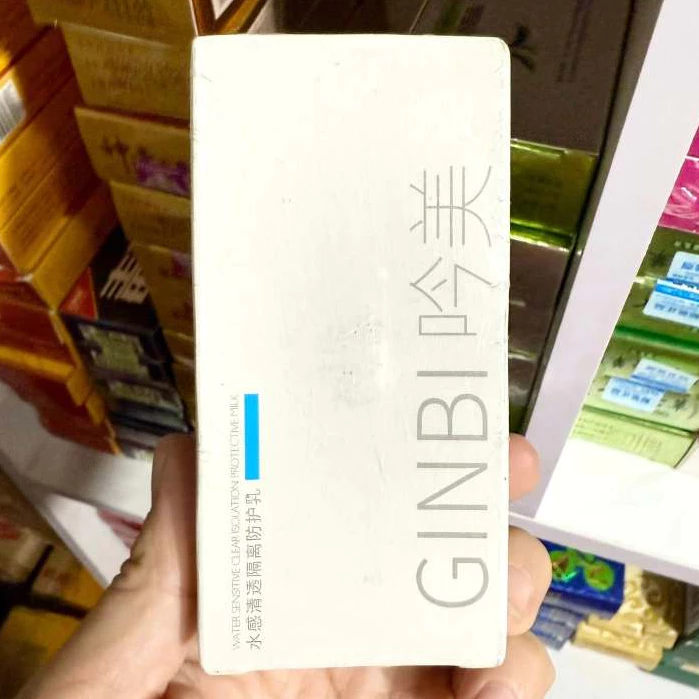 GINBI 吟美
WATER SENSITIVE CLEAR ISOLATION PROTECTIVE MILK
水感清透隔离防护乳